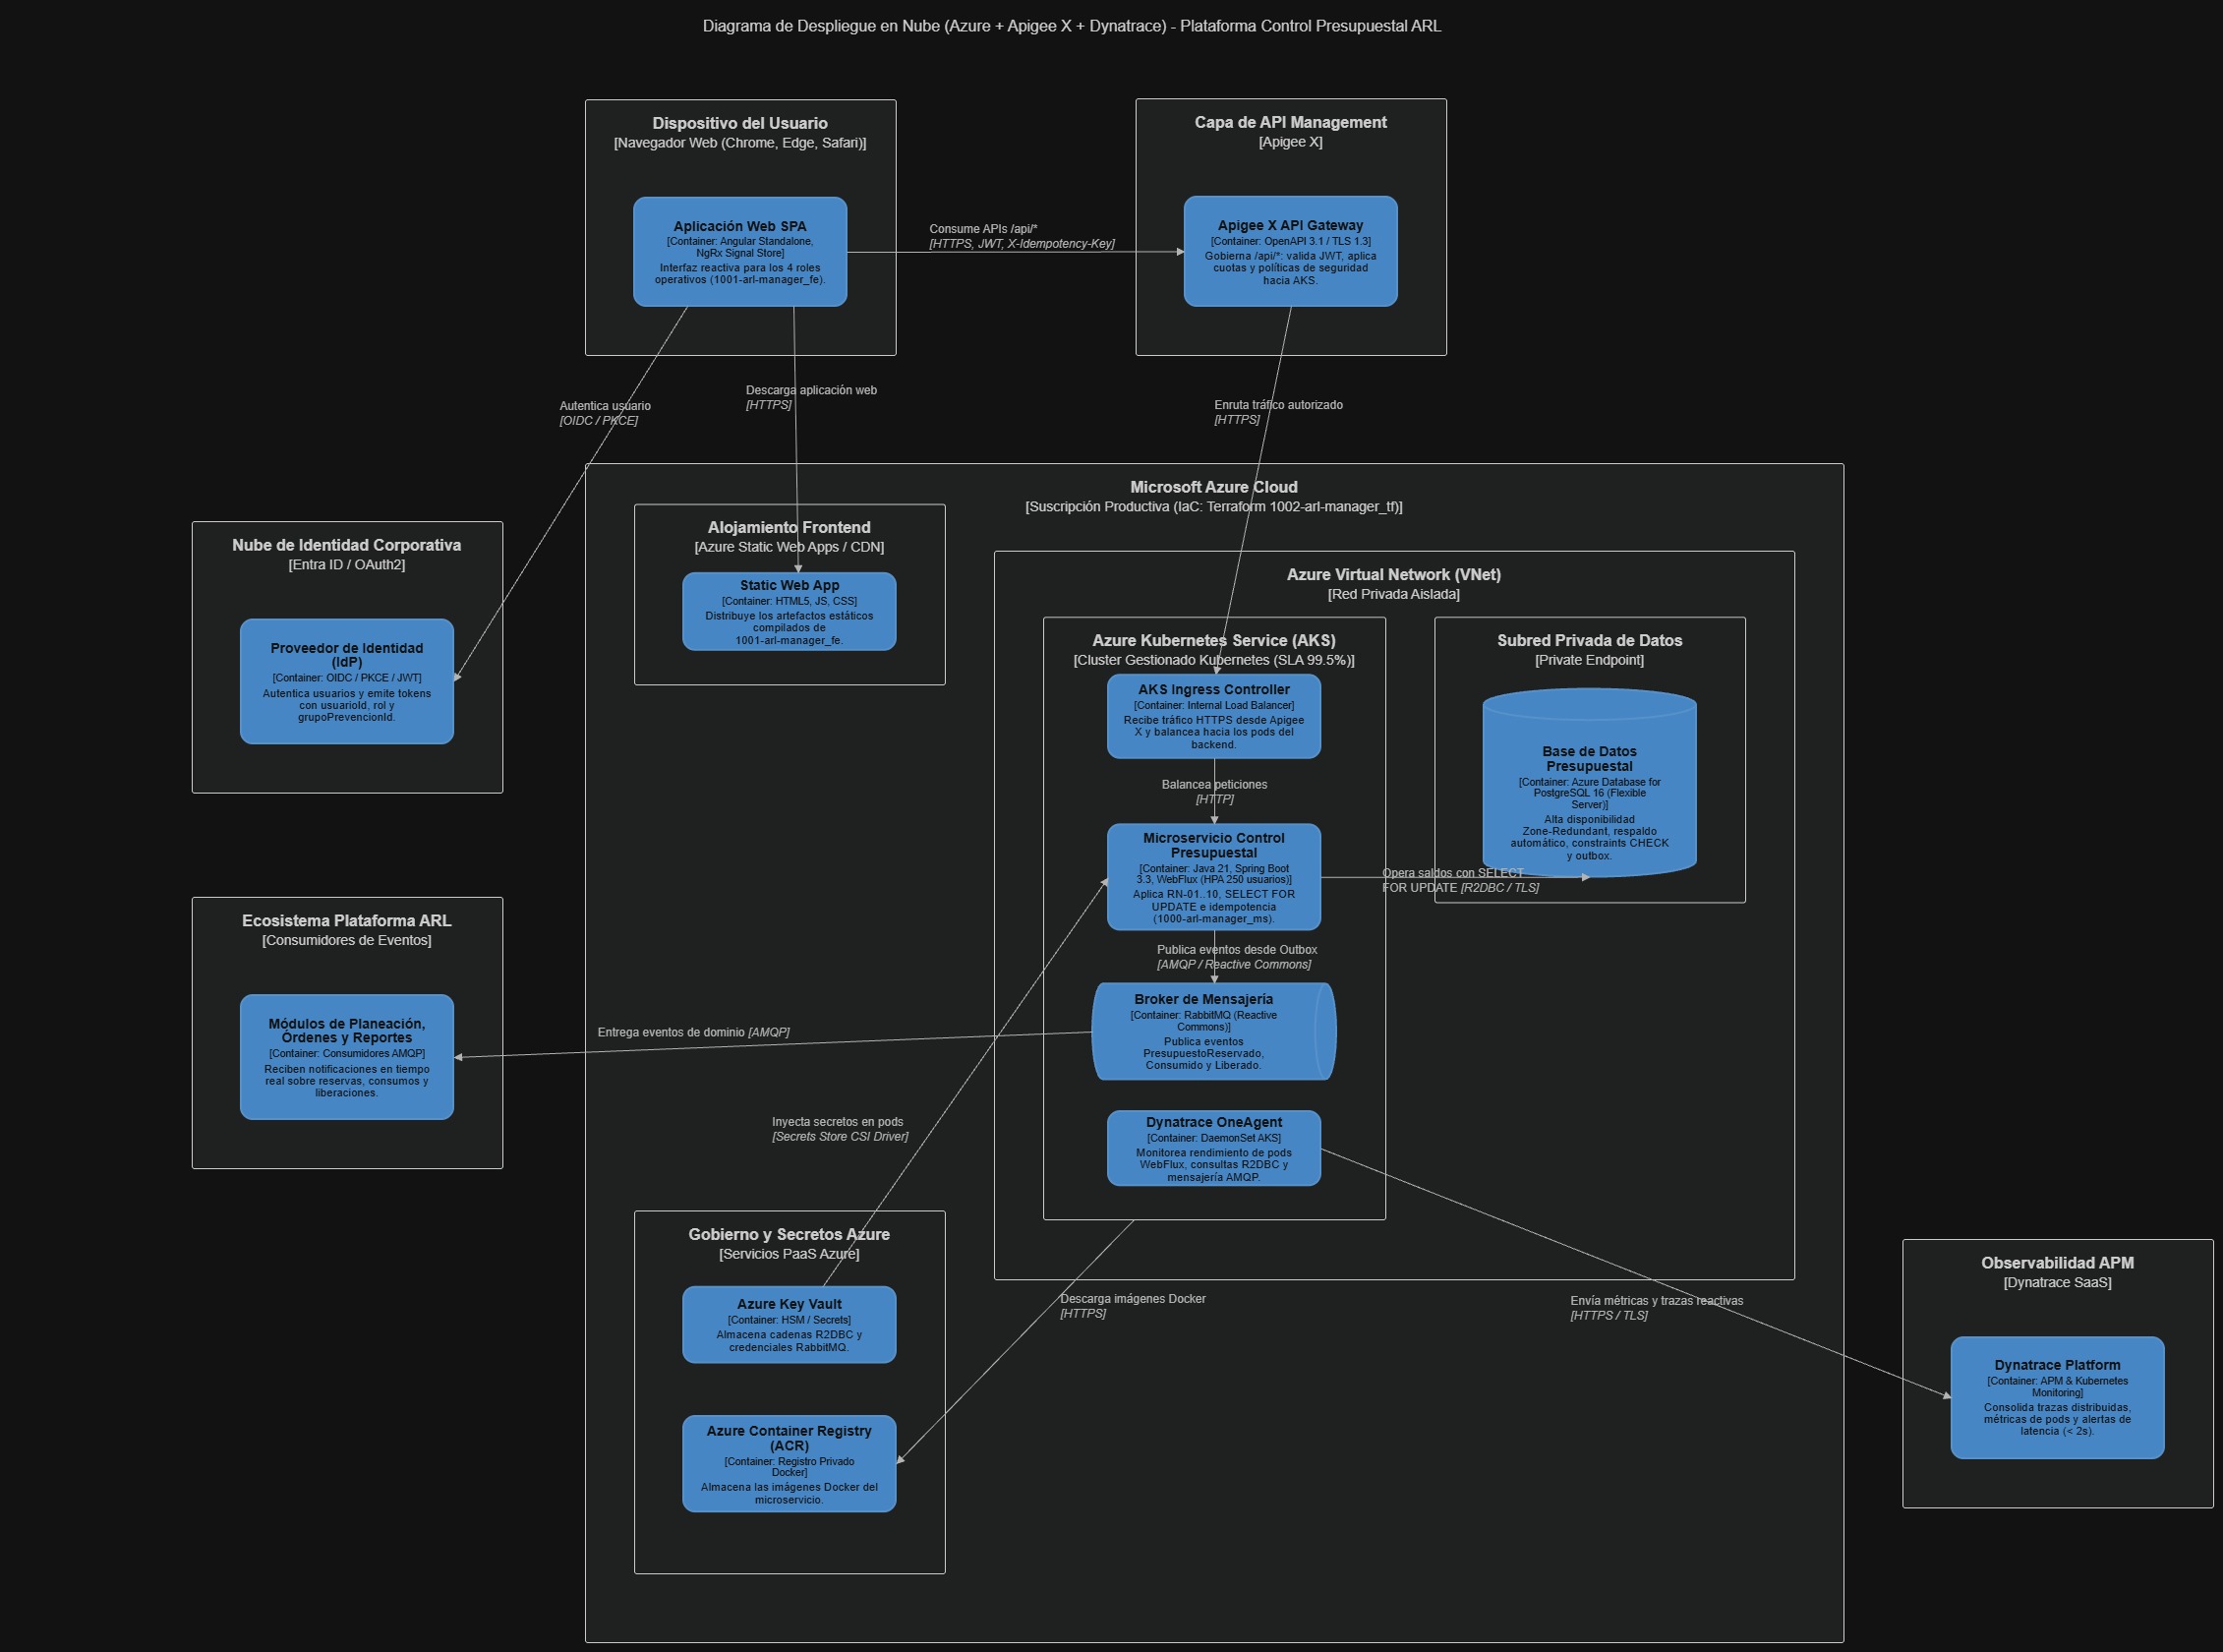 Diagrama de Despliegue en Nube (Azure + Apigee X + Dynatrace) - Plataforma Control Presupuestal ARL
Dispositivo del Usuario
[Navegador Web (Chrome, Edge, Safari)]
Aplicación Web SPA
[Container: Angular Standalone,
NgRx Signal Store]
Interfaz reactiva para los 4 roles
operativos (1001-arl-manager_fe).
Consume APIs /api/*
[HTTPS, JWT, X-Idempotency-Key]
Capa de API Management
[Apigee X]
Apigee X API Gateway
[Container: OpenAPI 3.1 / TLS 1.3]
Gobierna /api/*: valida JWT, aplica
cuotas y políticas de seguridad
hacia AKS.
Autentica usuario
[OIDC / PKCE]
Descarga aplicación web
[HTTPS]
Enruta tráfico autorizado
[HTTPS]
Microsoft Azure Cloud
[Suscripción Productiva (IaC: Terraform 1002-arl-manager_tf)]
Alojamiento Frontend
[Azure Static Web Apps / CDN]
Static Web App
[Container: HTML5, JS, CSS]
Distribuye los artefactos estáticos
compilados de
1001-arl-manager_fe.
Nube de Identidad Corporativa
[Entra ID / OAuth2]
Proveedor de Identidad
(IdP)
[Container: OIDC / PKCE / JWT]
Autentica usuarios y emite tokens
con usuarioId, rol y
grupoPrevencionId.
Azure Virtual Network (VNet)
[Red Privada Aislada]
Azure Kubernetes Service (AKS)
[Cluster Gestionado Kubernetes (SLA 99.5%)]
AKS Ingress Controller
[Container: Internal Load Balancer]
Recibe tráfico HTTPS desde Apigee
X y balancea hacia los pods del
backend.
Balancea peticiones
[HTTP]
Microservicio Control
Presupuestal
[Container: Java 21, Spring Boot
3.3, WebFlux (HPA 250 usuarios)]
Aplica RN-01..10, SELECT FOR
UPDATE e idempotencia
(1000-arl-manager_ms).
Subred Privada de Datos
[Private Endpoint]
Base de Datos
Presupuestal
[Container: Azure Database for
PostgreSQL 16 (Flexible
Server)]
Alta disponibilidad
Zone-Redundant, respaldo
automático, constraints CHECK
y outbox.
Opera saldos con SELECT
FOR UPDATE [R2DBC / TLS]
Publica eventos desde Outbox
[AMQP / Reactive Commons]
Broker de Mensajería
[Container: RabbitMQ (Reactive
Commons)]
Publica eventos
PresupuestoReservado,
Consumido y Liberado.
Ecosistema Plataforma ARL
[Consumidores de Eventos]
Módulos de Planeación,
Órdenes y Reportes
[Container: Consumidores AMQP]
Reciben notificaciones en tiempo
real sobre reservas, consumos y
liberaciones.
Entrega eventos de dominio [AMQP]
Inyecta secretos en pods
[Secrets Store CSI Driver]
Dynatrace OneAgent
[Container: DaemonSet AKS]
Monitorea rendimiento de pods
WebFlux, consultas R2DBC y
mensajería AMQP.
Gobierno y Secretos Azure
[Servicios PaaS Azure]
Azure Key Vault
[Container: HSM / Secrets]
Almacena cadenas R2DBC y
credenciales RabbitMQ.
Azure Container Registry
(ACR)
[Container: Registro Privado
Docker]
Almacena las imágenes Docker del
microservicio.
Descarga imágenes Docker
[HTTPS]
Envía métricas y trazas reactivas
[HTTPS / TLS]
Observabilidad APM
[Dynatrace SaaS]
Dynatrace Platform
[Container: APM & Kubernetes
Monitoring]
Consolida trazas distribuidas,
métricas de pods y alertas de
latencia (< 2s).